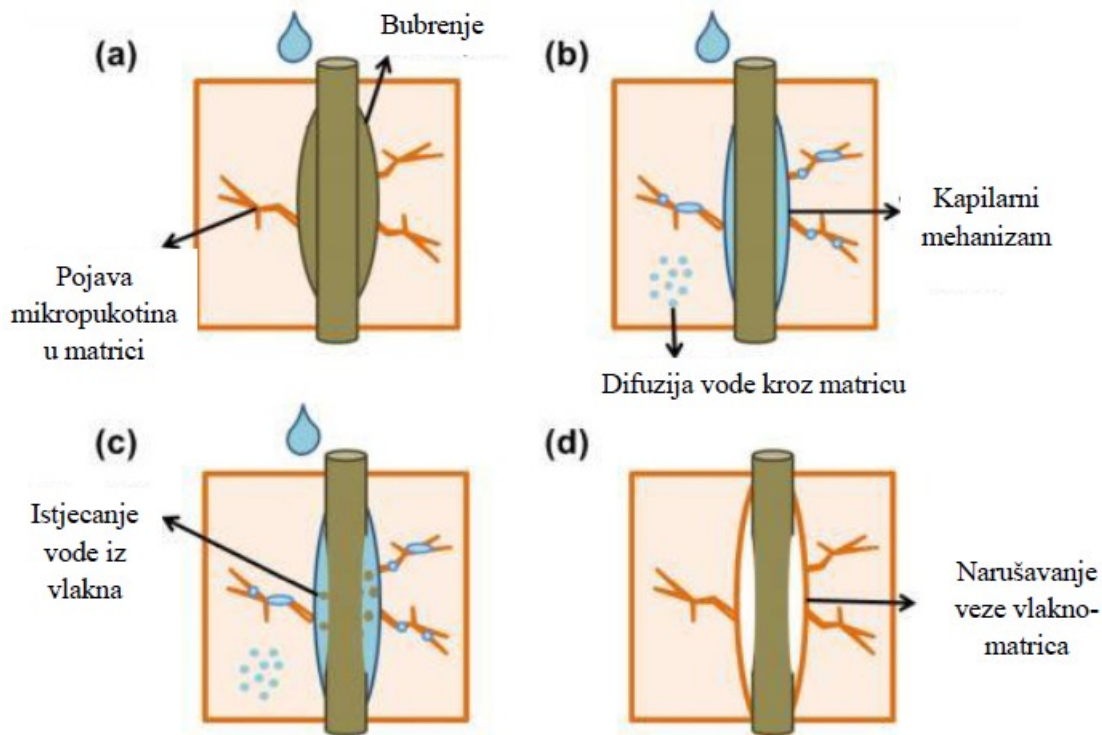 (a)
Bubrenje
Pojava
mikropukotina
u matrici
(b)
Kapilarni
mehanizam
Difuzija vode kroz matricu
(c)
Istjecanje
vode iz
vlakna
(d)
Narušavanje
veze vlakno-
matrica